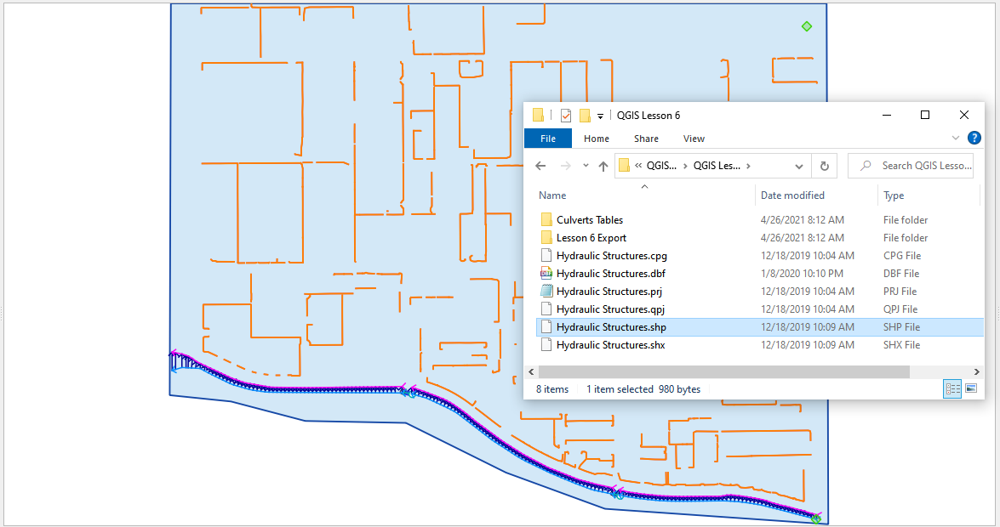 QGIS Lesson 6
File Home Share View
?
« QGIS... › QGIS Les... › Search QGIS Lesso...
Name Date modified Type
Culverts Tables 4/26/2021 8:12 AM File folder
Lesson 6 Export 4/26/2021 8:12 AM File folder
Hydraulic Structures.cpg 12/18/2019 10:04 AM CPG File
Hydraulic Structures.dbf 1/8/2020 10:10 PM DBF File
Hydraulic Structures.prj 12/18/2019 10:04 AM PRJ File
Hydraulic Structures.qpj 12/18/2019 10:04 AM QPJ File
Hydraulic Structures.shp 12/18/2019 10:09 AM SHP File
Hydraulic Structures.shx 12/18/2019 10:09 AM SHX File
8 items 1 item selected 980 bytes